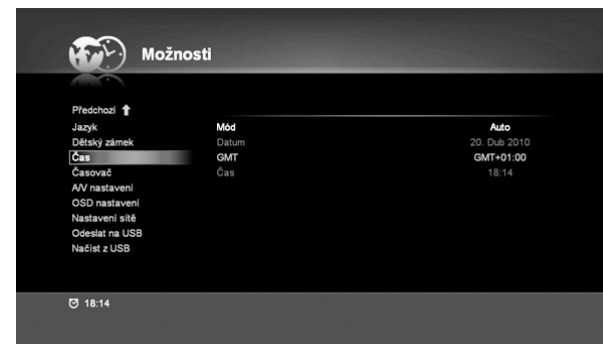 Možnosti
Předchozí
Jazyk
Mód Auto
Dětský zámek
Datum 20. Dub 2010
Čas
GMT GMT+01:00
Časovač
Čas 18:14
A/V nastavení
OSD nastavení
Nastavení sítě
Odeslat na USB
Načíst z USB
18:14